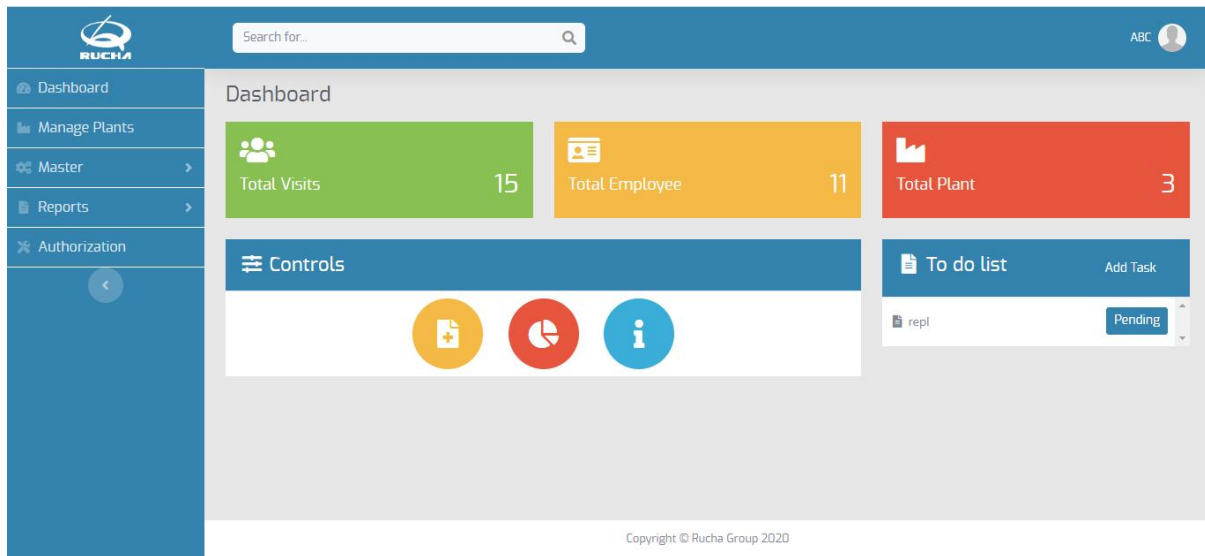 RUCHA
Search for...
ABC
Dashboard
Manage Plants
Master
Reports
Authorization
Dashboard
Total Visits 15
Total Employee 11
Total Plant 3
Controls
To do list Add Task
repl Pending
Copyright © Rucha Group 2020